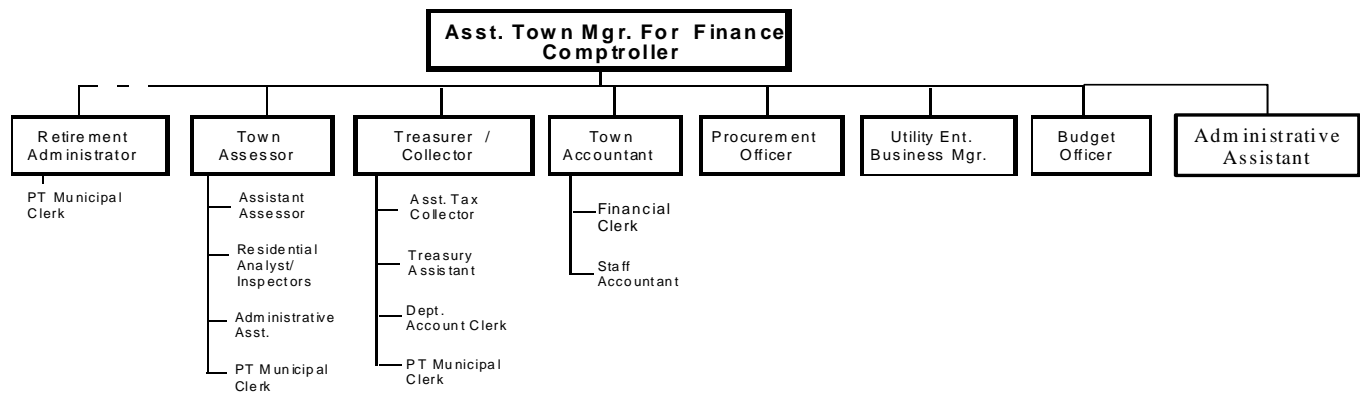 Asst. Town Mgr. For Finance
Comptroller
Retirement
Administrator
Town
Assessor
Treasurer /
Collector
Town
Accountant
Procurement
Officer
Utility Ent.
Business Mgr.
Budget
Officer
Administrative
Assistant
PT Municipal
Clerk
Assistant
Assessor
Residential
Analyst/
Inspectors
Administrative
Asst.
PT Municipal
Clerk
Asst. Tax
Collector
Treasury
Assistant
Dept.
Account Clerk
PT Municipal
Clerk
Financial
Clerk
Staff
Accountant